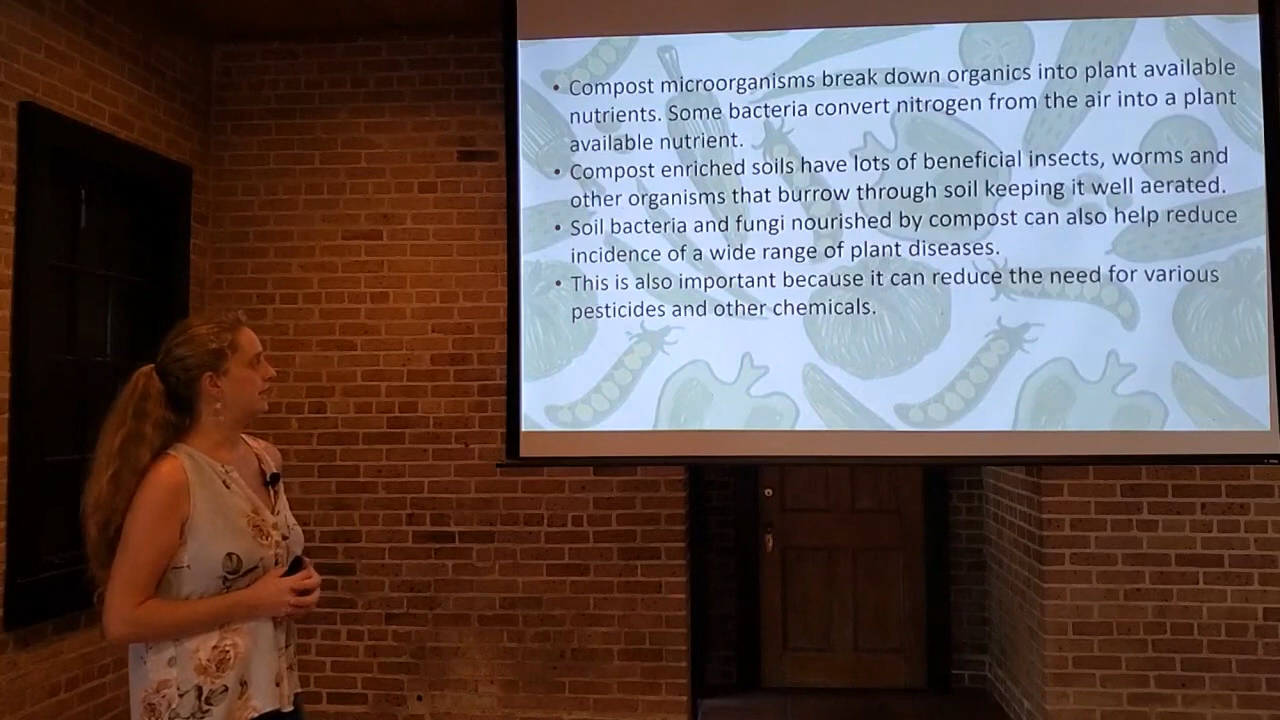 • Compost microorganisms break down organics into plant available
nutrients. Some bacteria convert nitrogen from the air into a plant
available nutrient.
• Compost enriched soils have lots of beneficial insects, worms and
other organisms that burrow through soil keeping it well aerated.
• Soil bacteria and fungi nourished by compost can also help reduce
incidence of a wide range of plant diseases.
• This is also important because it can reduce the need for various
pesticides and other chemicals.